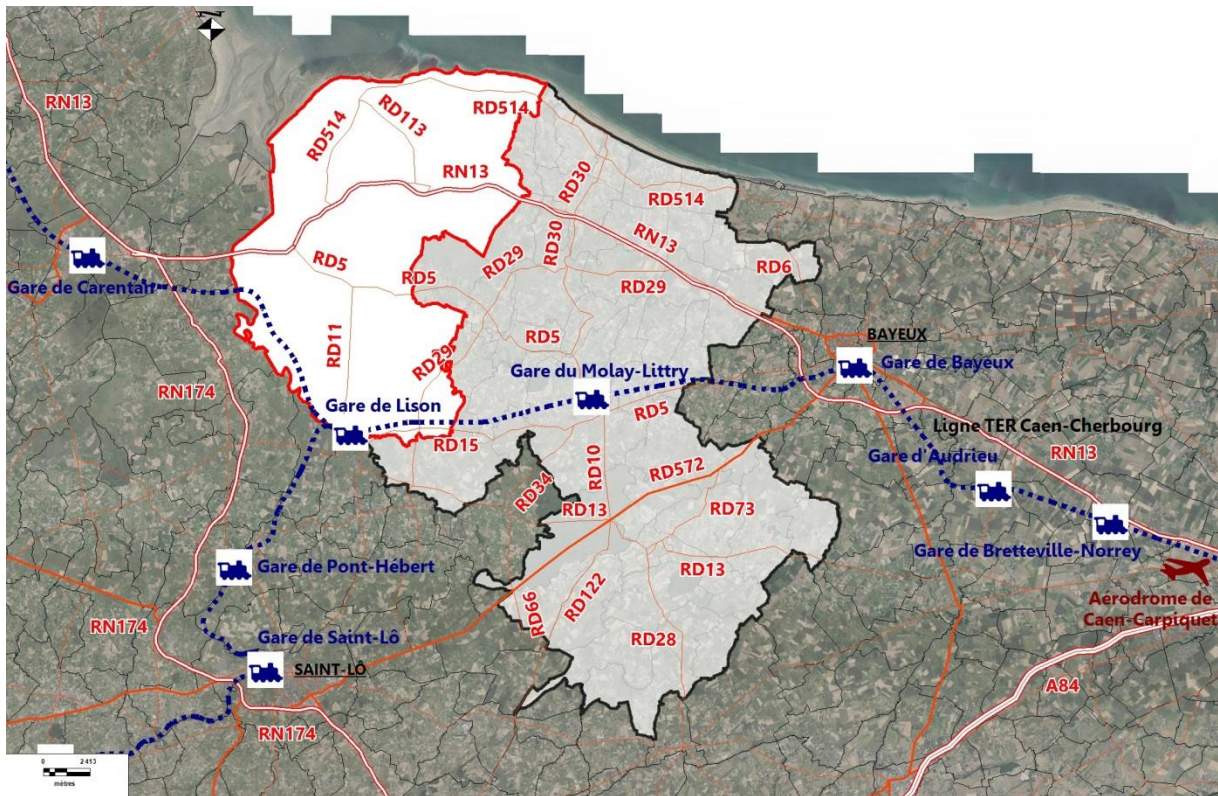 N
RN13
RD514
RD113
RD514
RN13
RD30
RD514
RN13
RD30
RD29
RD6
RD5
RD5
RD29
Gare de Carentan
RD11
RD5
RD29
BAYEUX
Gare du Molay-Littry
Gare de Bayeux
RN174
Gare de Lison
RD5
Ligne TER Caen-Cherbourg
RD15
RD10
RD572
Gare d'Audrieu
RN13
RD34
RD13
RD73
Gare de Bretteville-Norrey
Gare de Pont-Hébert
RD13
RD122
RD66
Aérodrome de
Caen-Carpiquet
RN174
Gare de Saint-Lô
RD28
SAINT-LÔ
A84
RN174
0 2 413
mètres